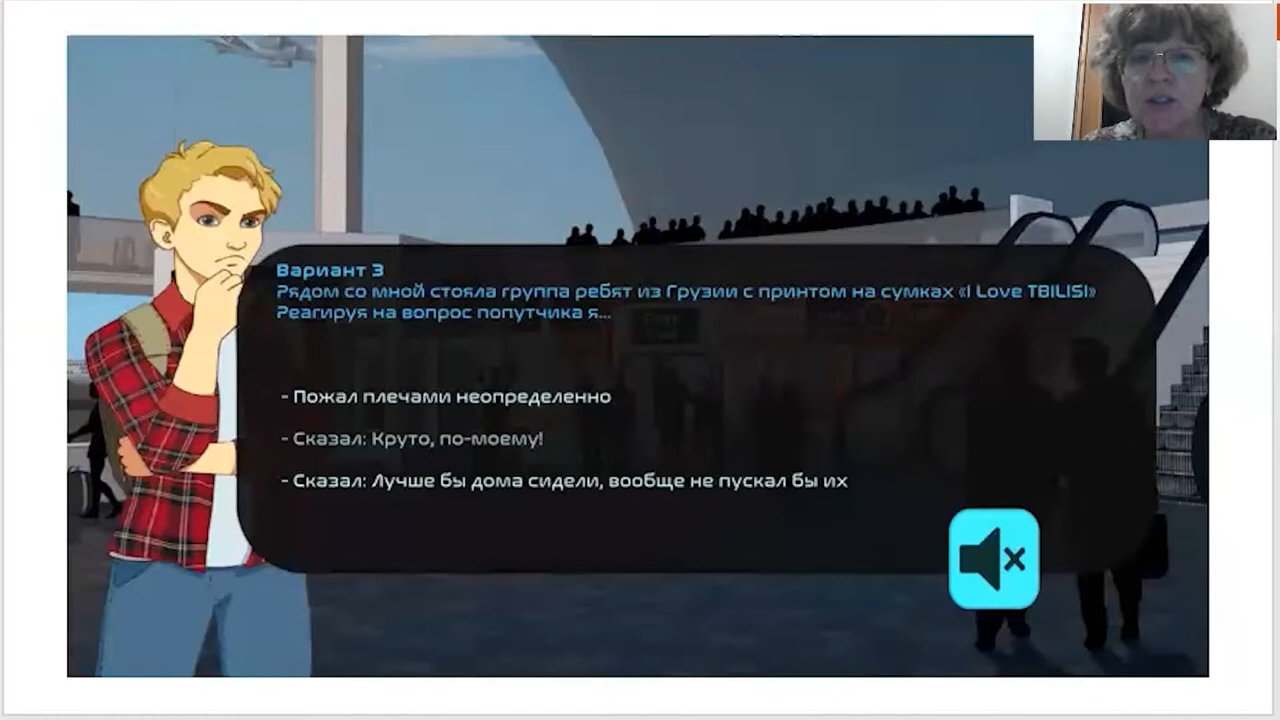 Вариант 3
Рядом со мной стояла группа ребят из Грузии с принтом на сумках «I Love TBILISI»
Реагируя на вопрос попутчика я...
- Пожал плечами неопределенно
- Сказал: Круто, по-моему!
- Сказал: Лучше бы дома сидели, вообще не пускал бы их